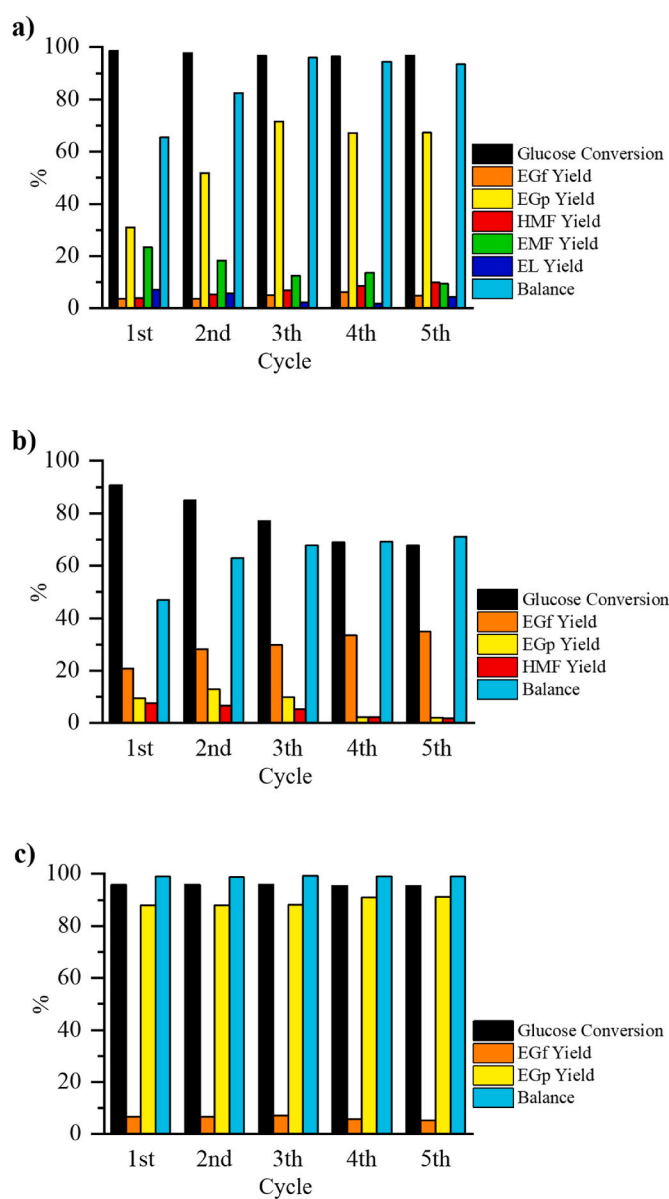 a)
100
80
60
40
20
0
%
1st 2nd 3th 4th 5th
Cycle
Glucose Conversion
EGf Yield
EGp Yield
HMF Yield
EMF Yield
EL Yield
Balance
b)
100
80
60
40
20
0
%
1st 2nd 3th 4th 5th
Cycle
Glucose Conversion
EGf Yield
EGp Yield
HMF Yield
Balance
c)
100
80
60
40
20
0
%
1st 2nd 3th 4th 5th
Cycle
Glucose Conversion
EGf Yield
EGp Yield
Balance